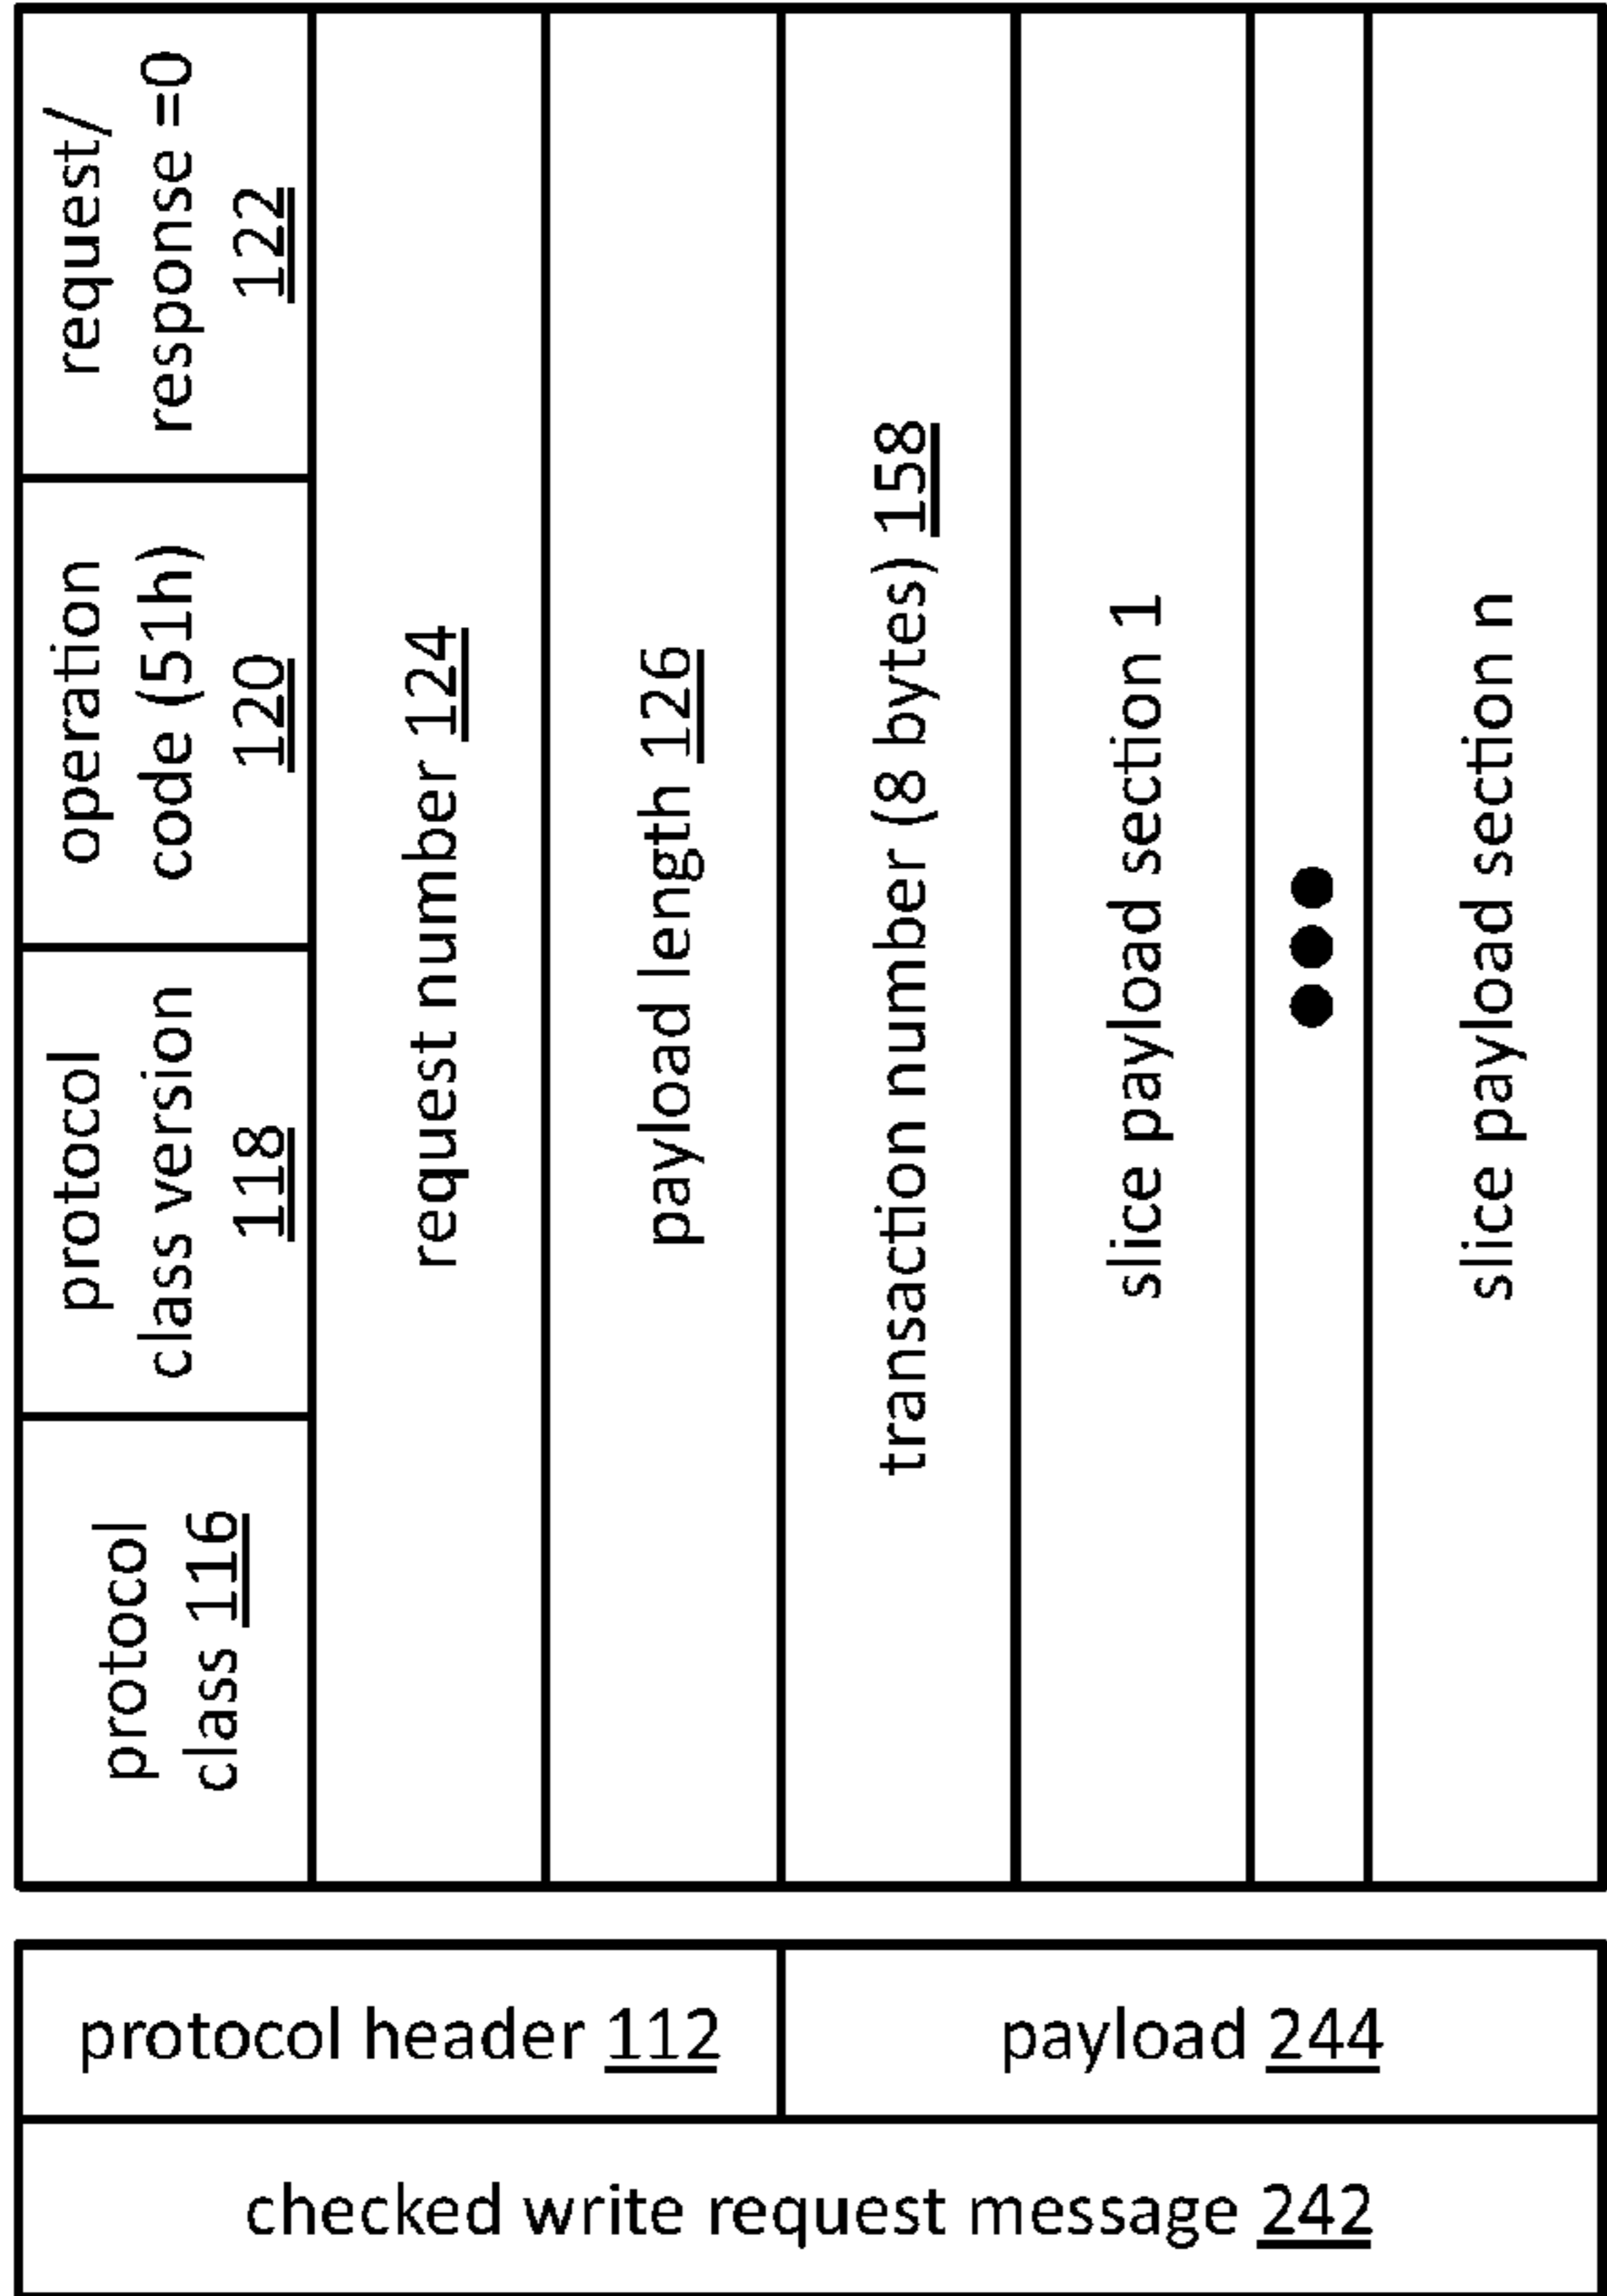 checked write request message 242
protocol header 112
payload 244
protocol
class 116
protocol
class version
118
operation
code (51h)
120
request/
response =0
122
request number 124
payload length 126
transaction number (8 bytes) 158
slice payload section 1
slice payload section n